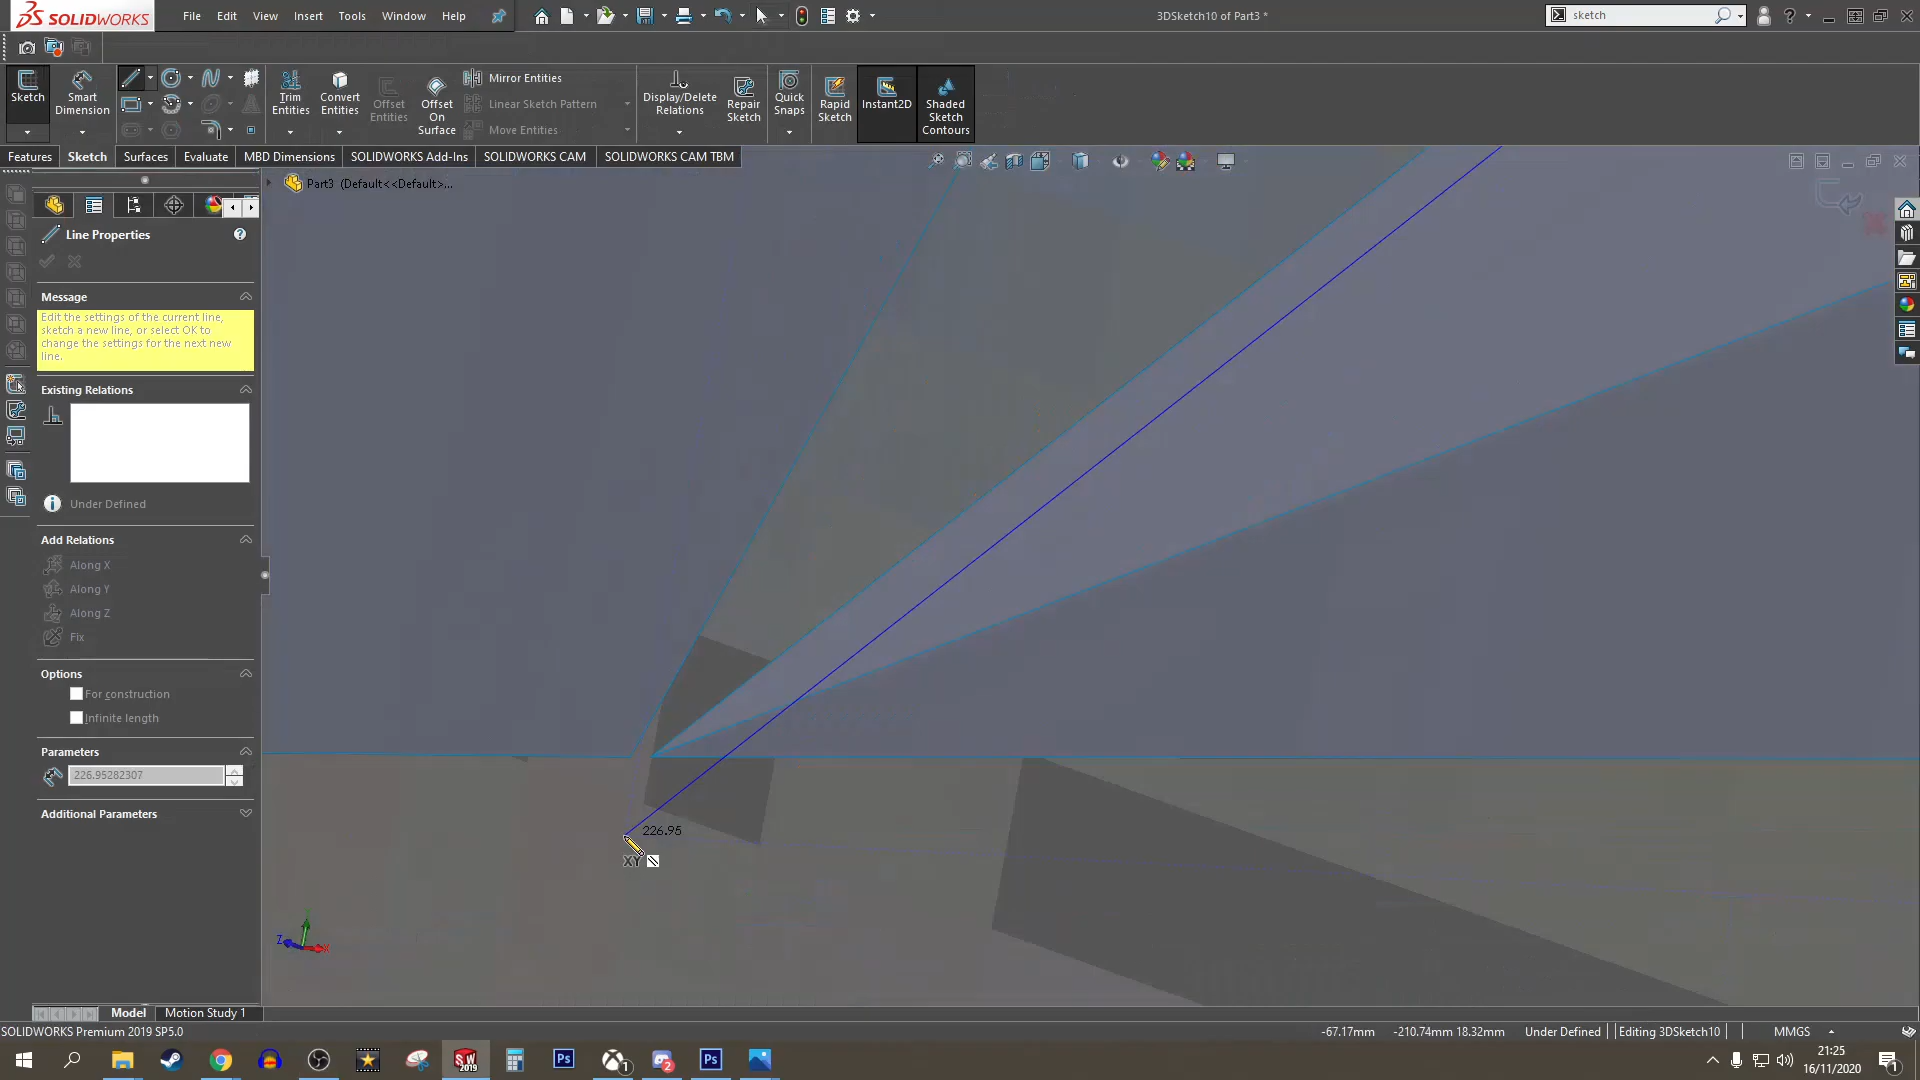 SOLIDWORKS
File Edit View Insert Tools Window Help
3DSketch10 of Part3 *
sketch
Sketch
Smart Dimension
Trim Entities
Convert Entities
Offset Entities
Offset On Surface
Mirror Entities
Linear Sketch Pattern
Move Entities
Display/Delete Relations
Repair Sketch
Quick Snaps
Rapid Sketch
Instant2D
Shaded Sketch Contours
Features Sketch Surfaces Evaluate MBD Dimensions SOLIDWORKS Add-Ins SOLIDWORKS CAM SOLIDWORKS CAM TBM
Part3 (Default<<Default>...
Line Properties
Message
Edit the settings of the current line,
sketch a new line, or select OK to
change the settings for the next new
line.
Existing Relations
Under Defined
Add Relations
Along X
Along Y
Along Z
Fix
Options
For construction
Infinite length
Parameters
226.95282307
Additional Parameters
226.95
XY
Z
X
Model Motion Study 1
SOLIDWORKS Premium 2019 SP5.0
-67.17mm -210.74mm 18.32mm Under Defined Editing 3DSketch10 MMGS
21:25
16/11/2020
SW
2019
Ps
1
2
Ps
1